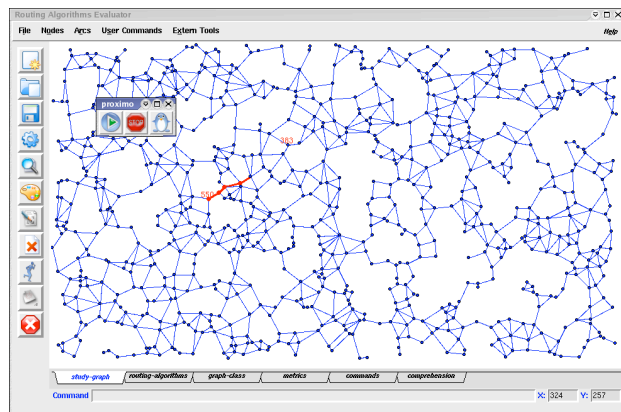 Routing Algorithms Evaluator
File Nodes Arcs User Commands Extern Tools Help
proximo
STOP
383
550
study-graph routing-algorithms graph-class metrics commands comprehension
Command X: 324 Y: 257